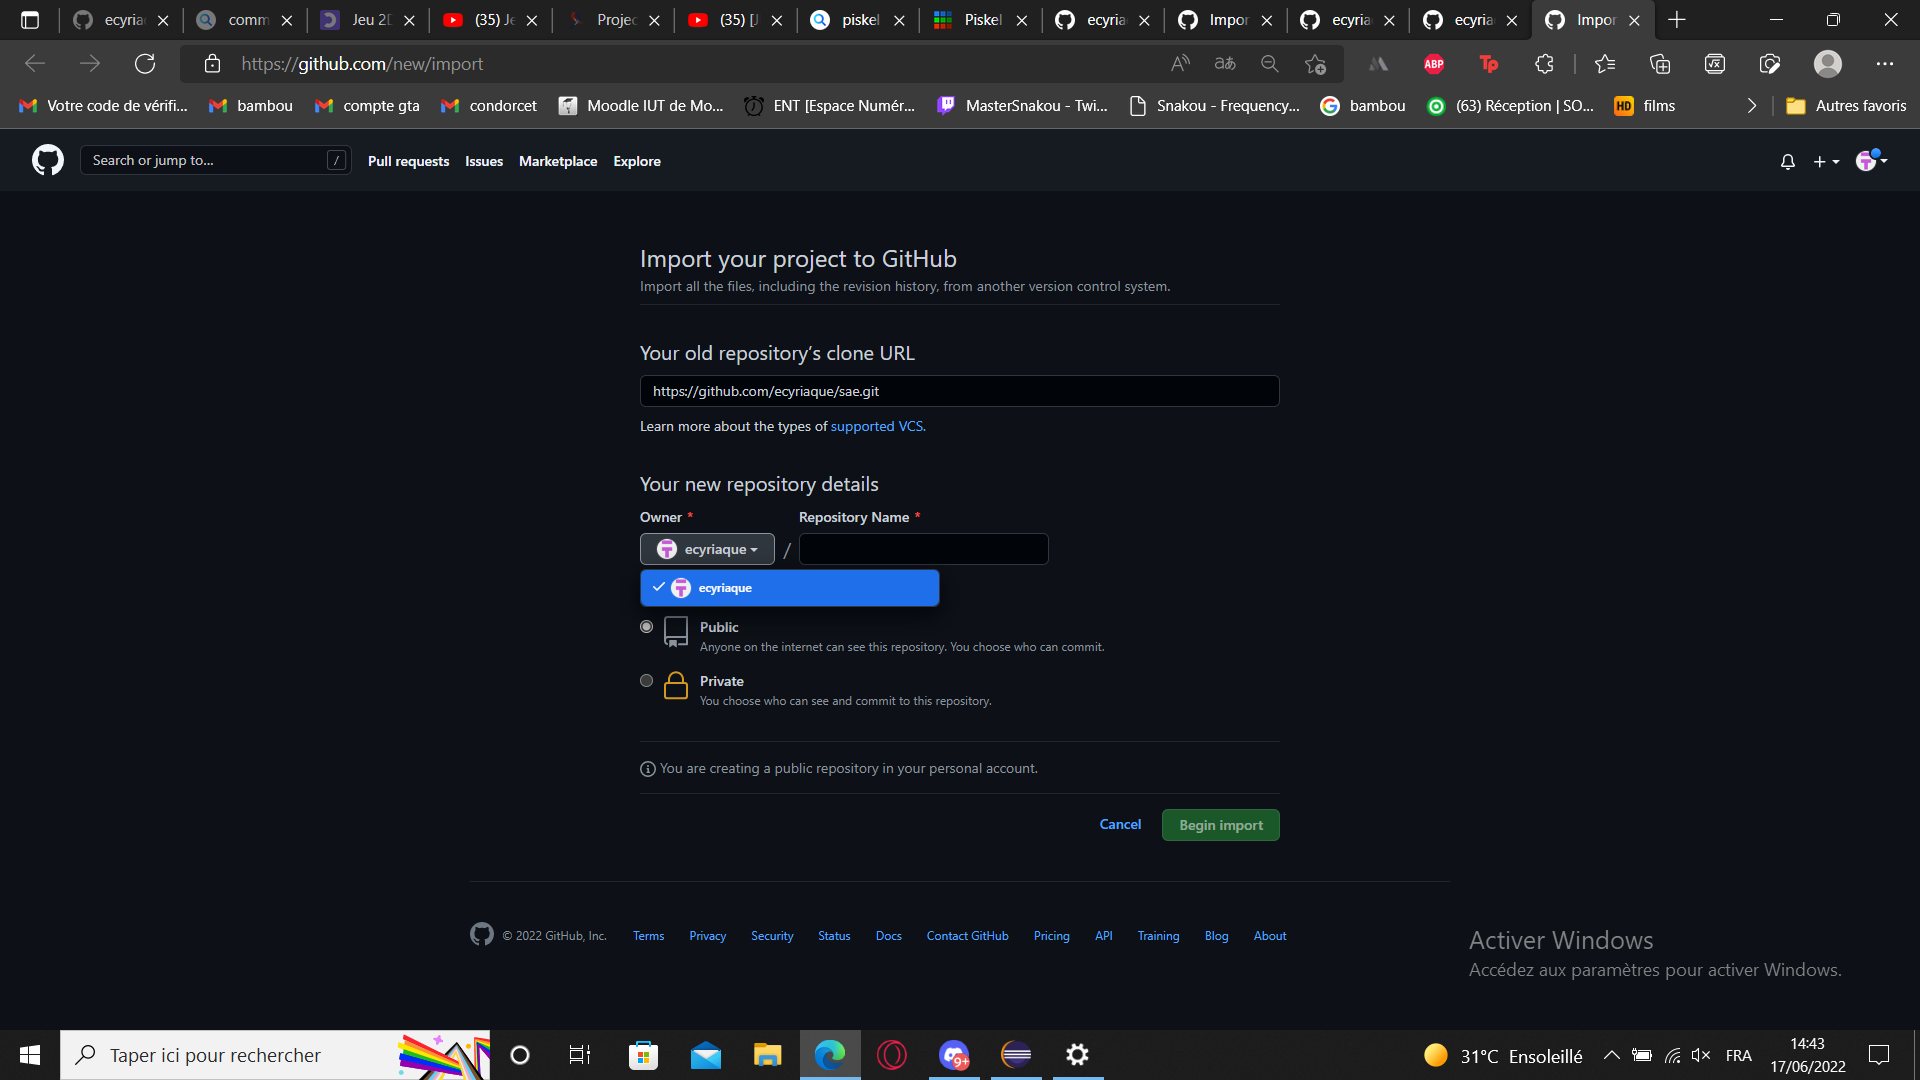 ecyria
comm
Jeu 2D
(35) Je
Projec
(35) [J
piskel
Piskel
ecyria
Impor
ecyria
ecyria
Impor
https://github.com/new/import
ABP
Tp
Votre code de vérifi...
bambou
compte gta
condorcet
Moodle IUT de Mo...
ENT [Espace Numér...
MasterSnakou - Twi...
Snakou - Frequency...
bambou
(63) Réception | SO...
HD
films
Autres favoris
Search or jump to...
/
Pull requests
Issues
Marketplace
Explore
Import your project to GitHub
Import all the files, including the revision history, from another version control system.
Your old repository’s clone URL
https://github.com/ecyriaque/sae.git
Learn more about the types of supported VCS.
Your new repository details
Owner *
Repository Name *
ecyriaque
/
ecyriaque
Public
Anyone on the internet can see this repository. You choose who can commit.
Private
You choose who can see and commit to this repository.
You are creating a public repository in your personal account.
Cancel
Begin import
© 2022 GitHub, Inc.
Terms
Privacy
Security
Status
Docs
Contact GitHub
Pricing
API
Training
Blog
About
Activer Windows
Accédez aux paramètres pour activer Windows.
Taper ici pour rechercher
9+
31°C Ensoleillé
FRA
14:43
17/06/2022